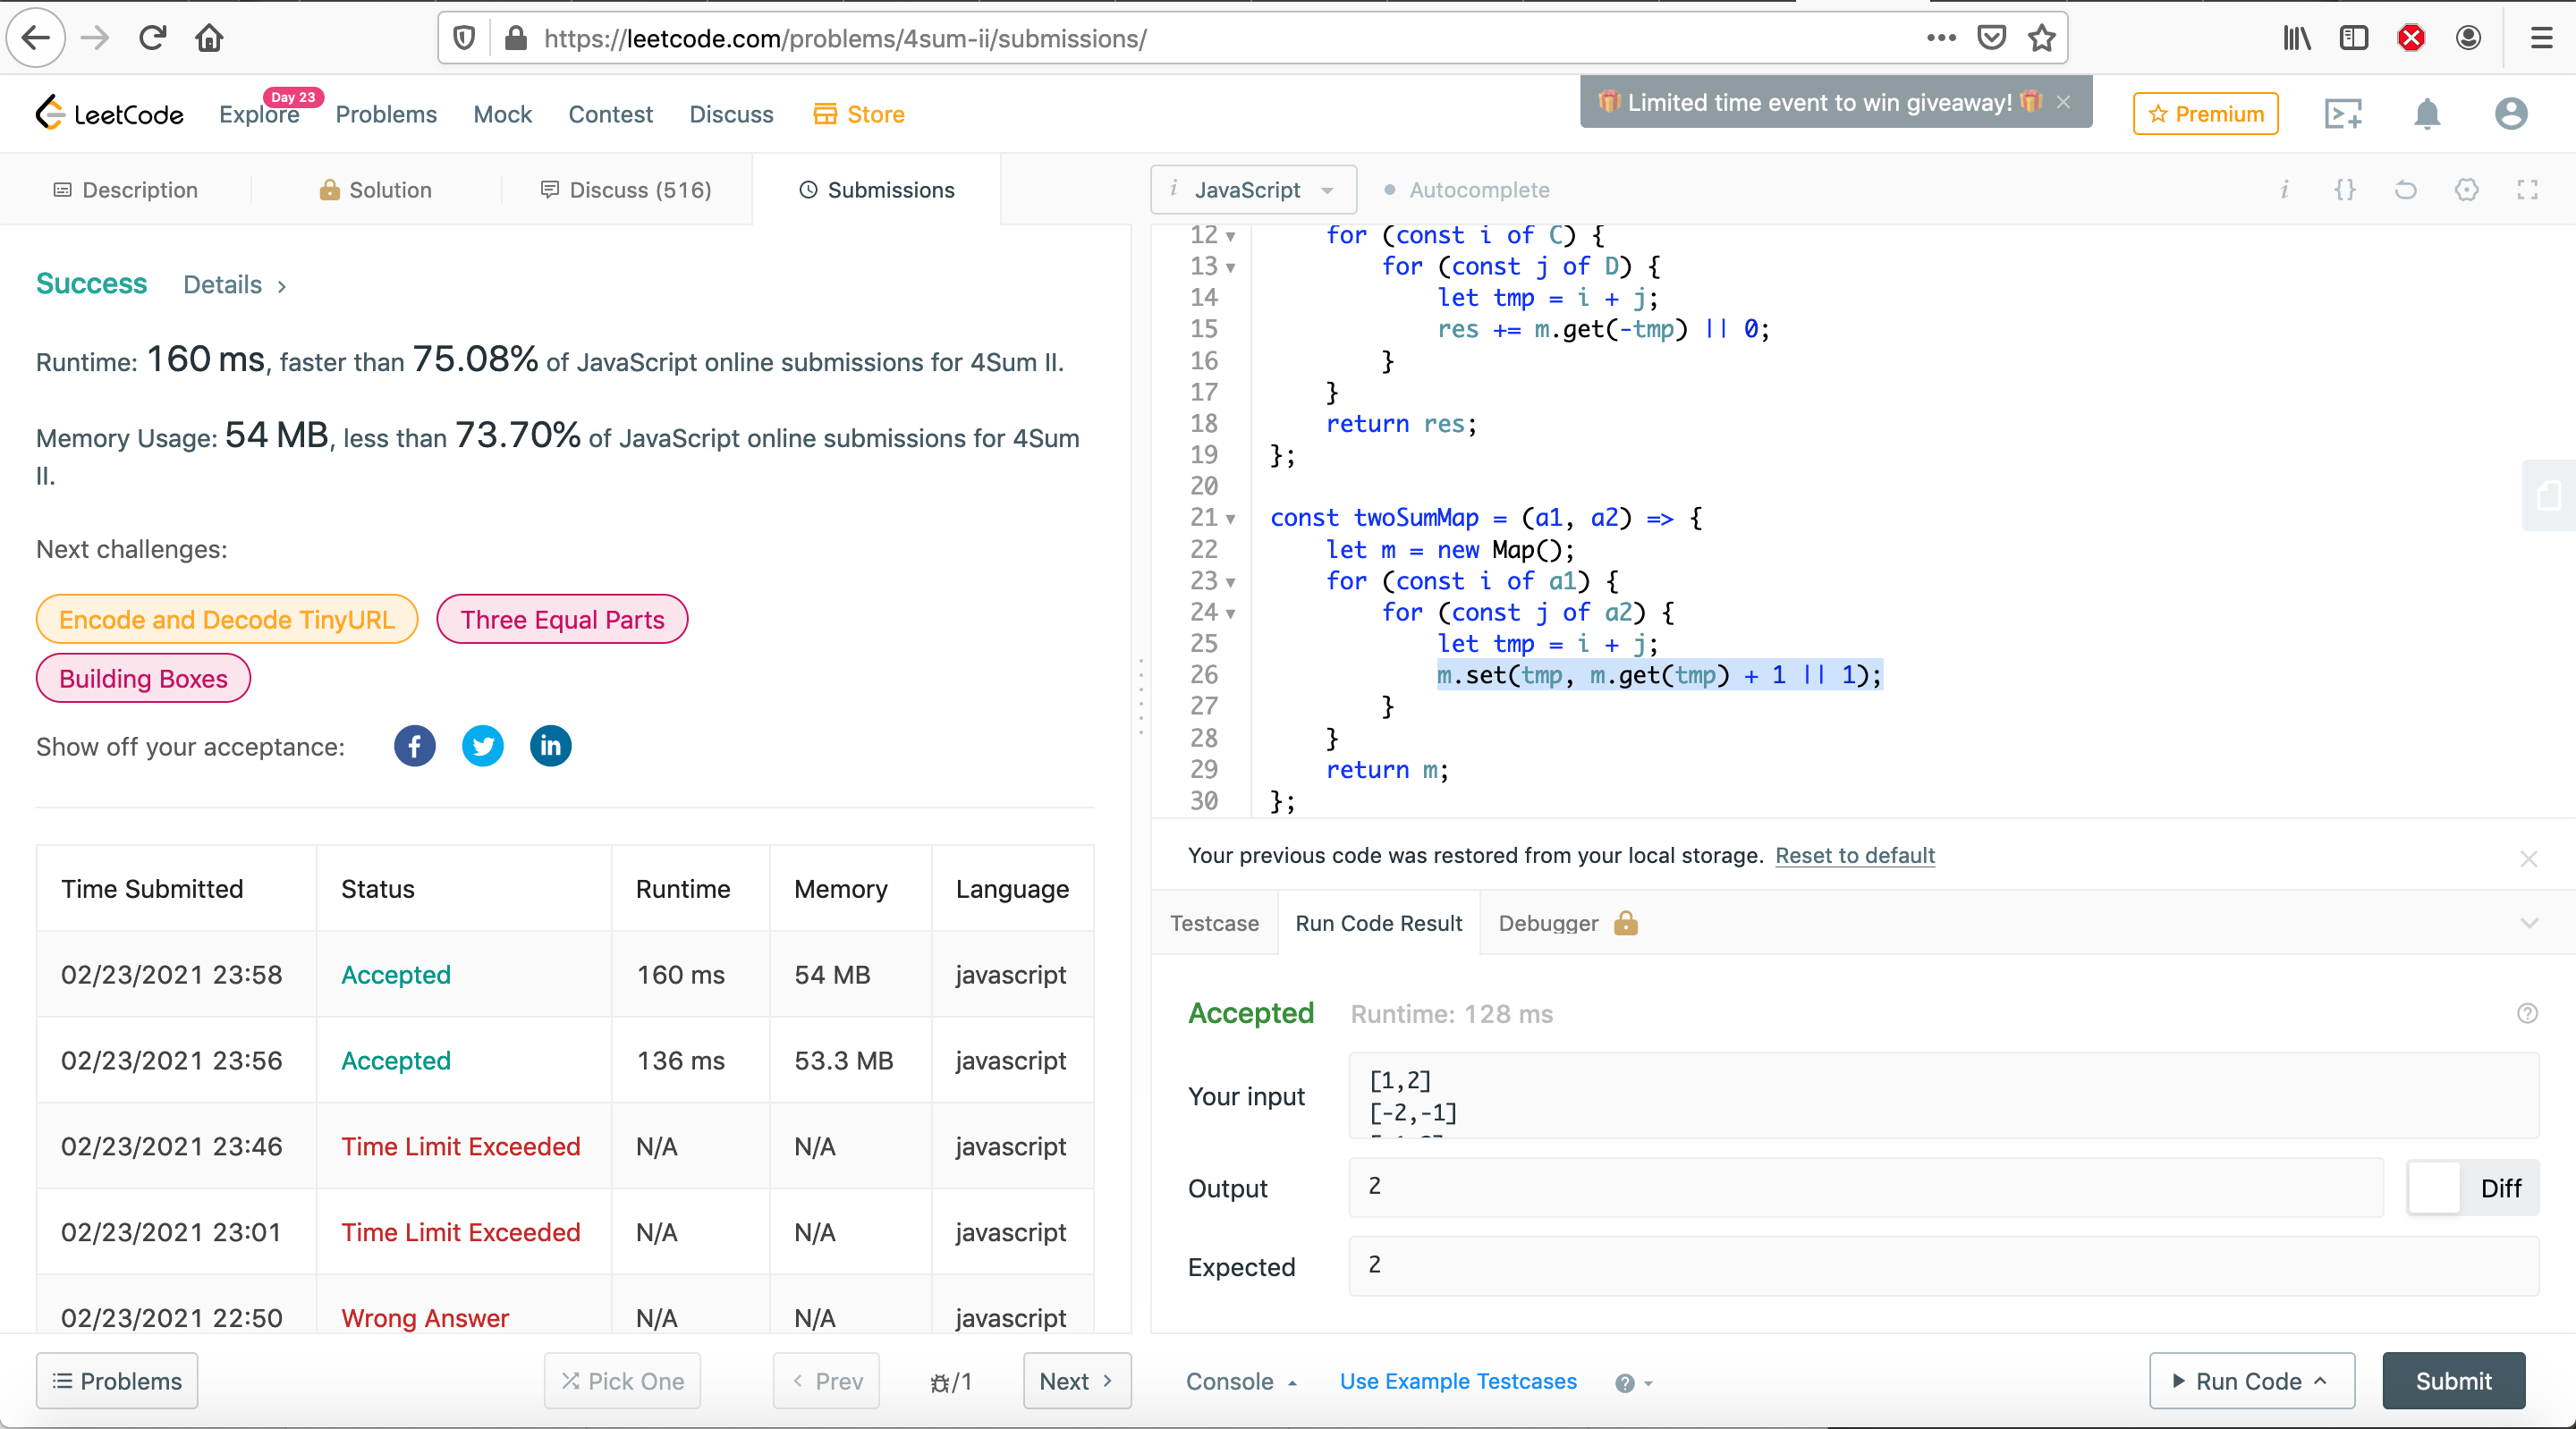 https://leetcode.com/problems/4sum-ii/submissions/
LeetCode
Explore
Day 23
Problems
Mock
Contest
Discuss
Store
Limited time event to win giveaway!
Premium
Description
Solution
Discuss (516)
Submissions
Success
Details
Runtime: 160 ms, faster than 75.08% of JavaScript online submissions for 4Sum II.
Memory Usage: 54 MB, less than 73.70% of JavaScript online submissions for 4Sum
II.
Next challenges:
Encode and Decode TinyURL
Three Equal Parts
Building Boxes
Show off your acceptance:
Time Submitted Status Runtime Memory Language
02/23/2021 23:58 Accepted 160 ms 54 MB javascript
02/23/2021 23:56 Accepted 136 ms 53.3 MB javascript
02/23/2021 23:46 Time Limit Exceeded N/A N/A javascript
02/23/2021 23:01 Time Limit Exceeded N/A N/A javascript
02/23/2021 22:50 Wrong Answer N/A N/A javascript
Problems
Pick One
< Prev
/1
Next >
i JavaScript
Autocomplete
i {}
12 for (const i of C) {
13 for (const j of D) {
14 let tmp = i + j;
15 res += m.get(-tmp) || 0;
16 }
17 }
18 return res;
19 };
20
21 const twoSumMap = (a1, a2) => {
22 let m = new Map();
23 for (const i of a1) {
24 for (const j of a2) {
25 let tmp = i + j;
26 m.set(tmp, m.get(tmp) + 1 || 1);
27 }
28 }
29 return m;
30 };
Your previous code was restored from your local storage. Reset to default
Testcase
Run Code Result
Debugger
Accepted Runtime: 128 ms
Your input
[1,2]
[-2,-1]
Output
2
Diff
Expected
2
Console
Use Example Testcases
Run Code
Submit